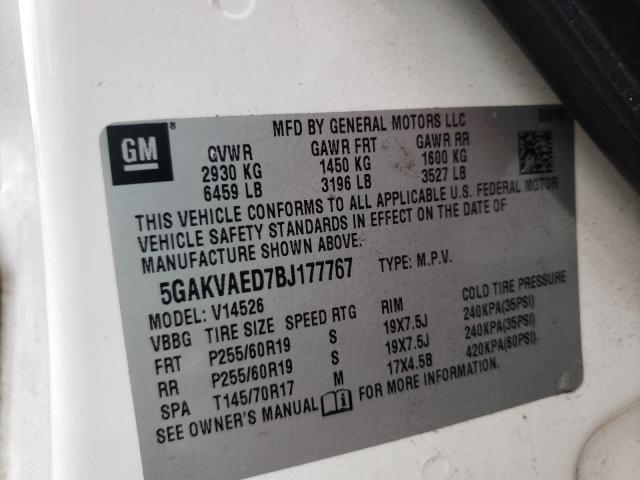 MFD BY GENERAL MOTORS LLC
GM®
GVWR GAWR FRT GAWR RR
2930 KG 1450 KG 1600 KG
6459 LB 3196 LB 3527 LB
THIS VEHICLE CONFORMS TO ALL APPLICABLE U.S. FEDERAL MOTOR
VEHICLE SAFETY STANDARDS IN EFFECT ON THE DATE OF
MANUFACTURE SHOWN ABOVE.
5GAKVAED7BJ177767 TYPE: M.P.V.
MODEL: V14526
VBBG TIRE SIZE SPEED RTG RIM COLD TIRE PRESSURE
FRT P255/60R19 S 19X7.5J 240KPA(35PSI)
RR P255/60R19 S 19X7.5J 240KPA(35PSI)
SPA T145/70R17 M 17X4.5B 420KPA(60PSI)
SEE OWNER'S MANUAL FOR MORE INFORMATION.